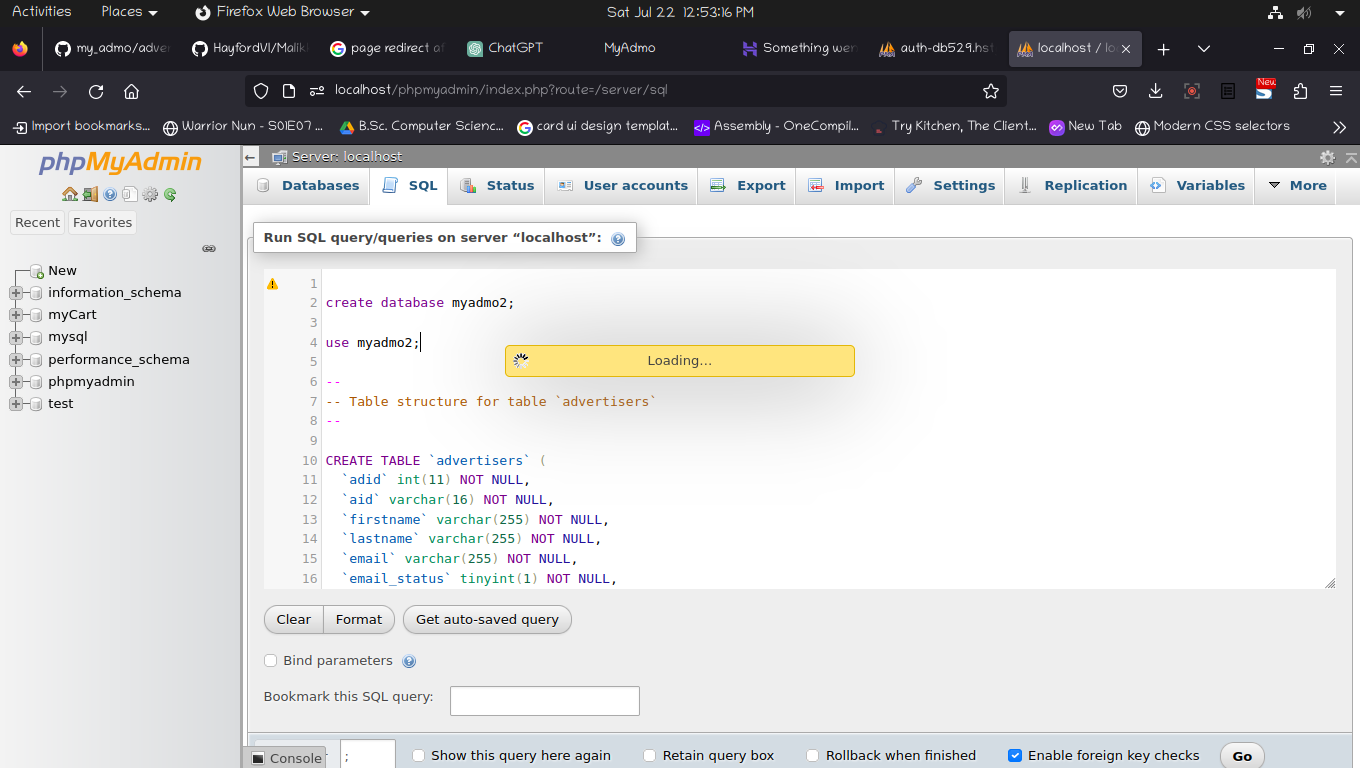 Activities Places Firefox Web Browser Sat Jul 22 12:53:16 PM
my_admo/adver HayfordVI/Malik page redirect af ChatGPT MyAdmo Something wen auth-db529.hst localhost / lo
localhost/phpmyadmin/index.php?route=/server/sql New
Import bookmarks... Warrior Nun - S01E07 ... B.Sc. Computer Scienc... card ui design templat... Assembly - OneCompil... Try Kitchen, The Client... New Tab Modern CSS selectors
phpMyAdmin
Recent Favorites
New
information_schema
myCart
mysql
performance_schema
phpmyadmin
test
Server: localhost
Databases SQL Status User accounts Export Import Settings Replication Variables More
Run SQL query/queries on server “localhost”:
1
2 create database myadmo2;
3
4 use myadmo2;
5
6 --
7 -- Table structure for table `advertisers`
8 --
9
10 CREATE TABLE `advertisers` (
11 `adid` int(11) NOT NULL,
12 `aid` varchar(16) NOT NULL,
13 `firstname` varchar(255) NOT NULL,
14 `lastname` varchar(255) NOT NULL,
15 `email` varchar(255) NOT NULL,
16 `email_status` tinyint(1) NOT NULL,
Loading...
Clear Format Get auto-saved query
Bind parameters
Bookmark this SQL query:
Console ; Show this query here again Retain query box Rollback when finished Enable foreign key checks Go